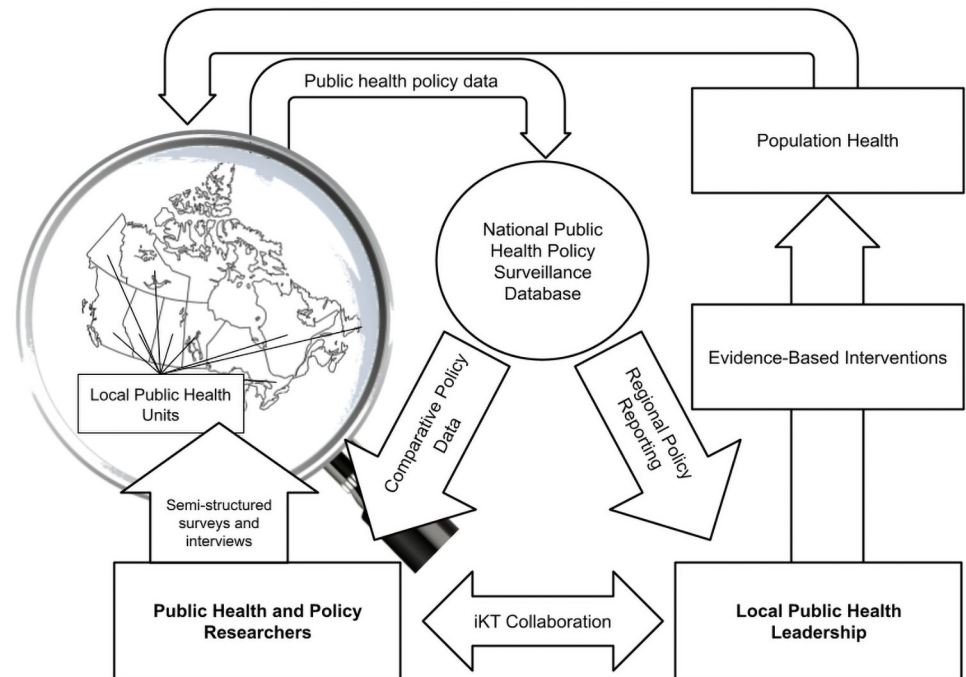 Public health policy data
Population Health
National Public
Health Policy
Surveillance
Database
Evidence-Based Interventions
Local Public Health
Units
Comparative Policy
Data
Regional Policy
Reporting
Semi-structured
surveys and
interviews
Public Health and Policy
Researchers
iKT Collaboration
Local Public Health
Leadership